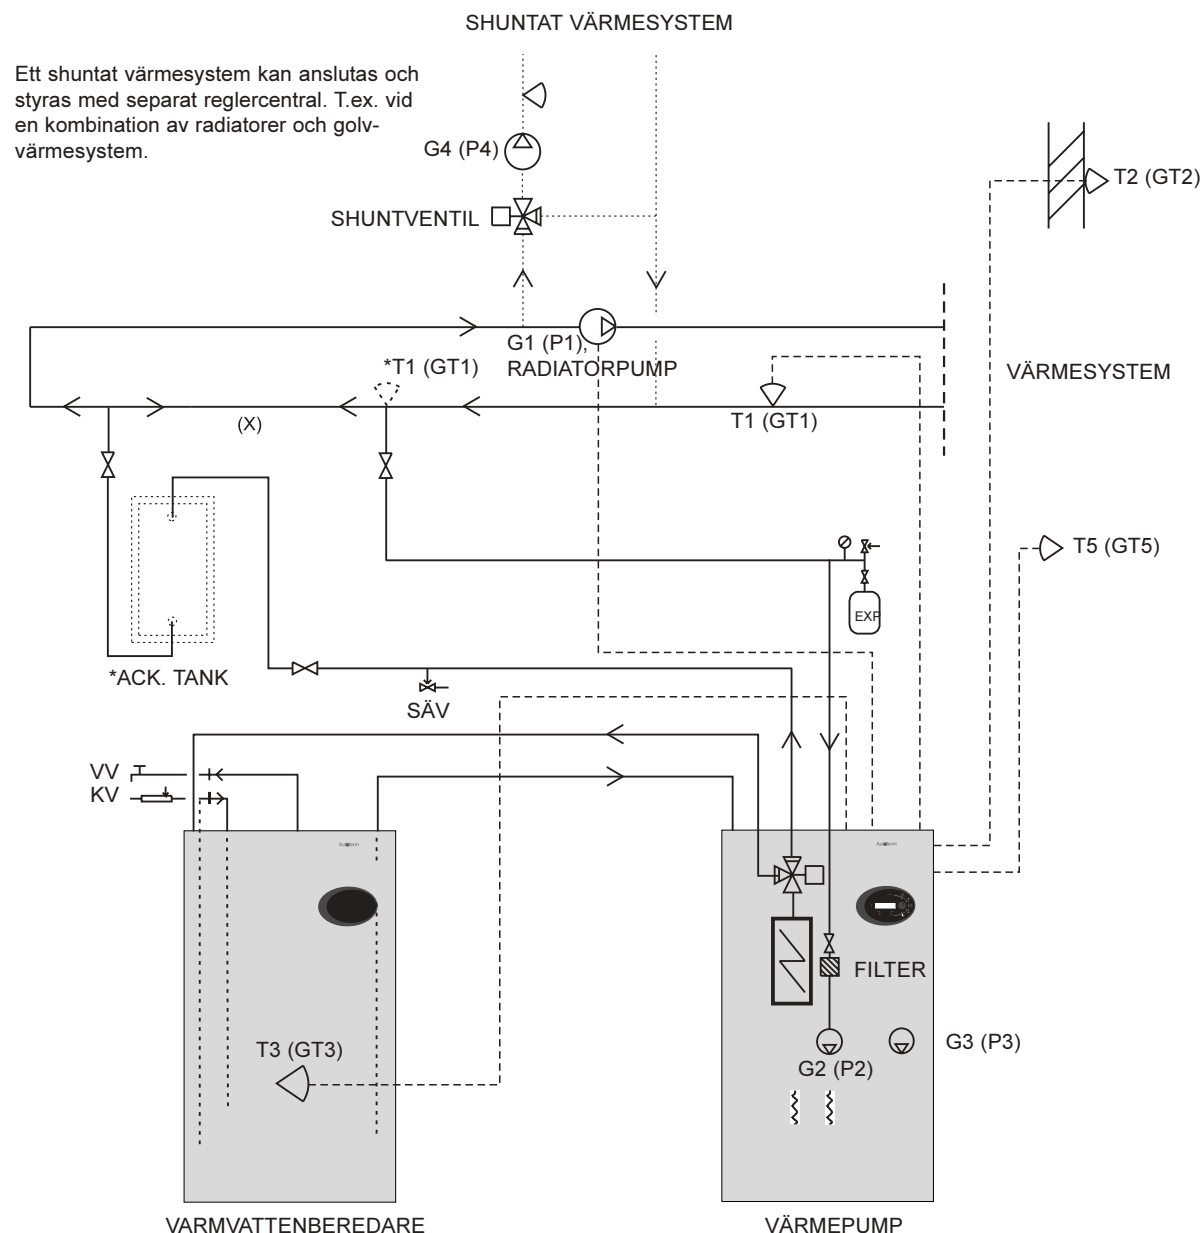 SHUNTAT VÄRMESYSTEM
Ett shuntat värmesystem kan anslutas och
styras med separat reglercentral. T.ex. vid
en kombination av radiatorer och golv-
värmesystem.
G4 (P4)
T2 (GT2)
SHUNTVENTIL
G1 (P1),
RADIATORPUMP
*T1 (GT1)
VÄRMESYSTEM
T1 (GT1)
(X)
T5 (GT5)
EXP
*ACK. TANK
SÄV
VV
KV
Autoterm
Autoterm
FILTER
T3 (GT3)
G3 (P3)
G2 (P2)
VARMVATTENBEREDARE
VÄRMEPUMP